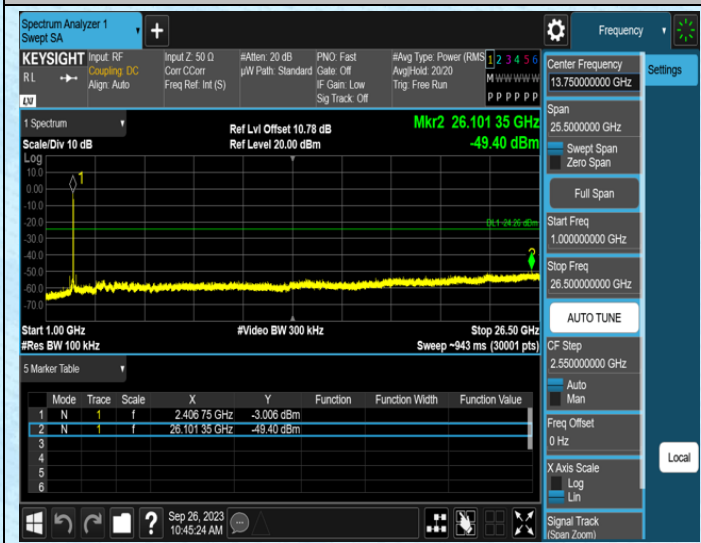 Spectrum Analyzer 1
Swept SA
+
Frequency
KEYSIGHT
RL
LXI
Input: RF
Coupling: DC
Align: Auto
Input Z: 50 Ω
Corr CCorr
Freq Ref: Int (S)
#Atten: 20 dB
µW Path: Standard
PNO: Fast
Gate: Off
IF Gain: Low
Sig Track: Off
#Avg Type: Power (RMS
Avg|Hold: 20/20
Trig: Free Run
1 2 3 4 5 6
M W W W W W
P P P P P P
1 Spectrum
Scale/Div 10 dB
Ref Lvl Offset 10.78 dB
Ref Level 20.00 dBm
Mkr2 26.101 35 GHz
-49.40 dBm
Log
10.0
0.00
-10.0
-20.0
-30.0
-40.0
-50.0
-60.0
-70.0
1
DL1 -24.26 dBm
2
Start 1.00 GHz
#Res BW 100 kHz
#Video BW 300 kHz
Stop 26.50 GHz
Sweep ~943 ms (30001 pts)
5 Marker Table
Mode Trace Scale X Y Function Function Width Function Value
1 N 1 f 2.406 75 GHz -3.006 dBm
2 N 1 f 26.101 35 GHz -49.40 dBm
3
4
5
6
?
Sep 26, 2023
10:45:24 AM
Center Frequency
13.750000000 GHz
Settings
Span
25.5000000 GHz
Swept Span
Zero Span
Full Span
Start Freq
1.000000000 GHz
Stop Freq
26.500000000 GHz
AUTO TUNE
CF Step
2.550000000 GHz
Auto
Man
Freq Offset
0 Hz
X Axis Scale
Log
Lin
Local
Signal Track
(Span Zoom)